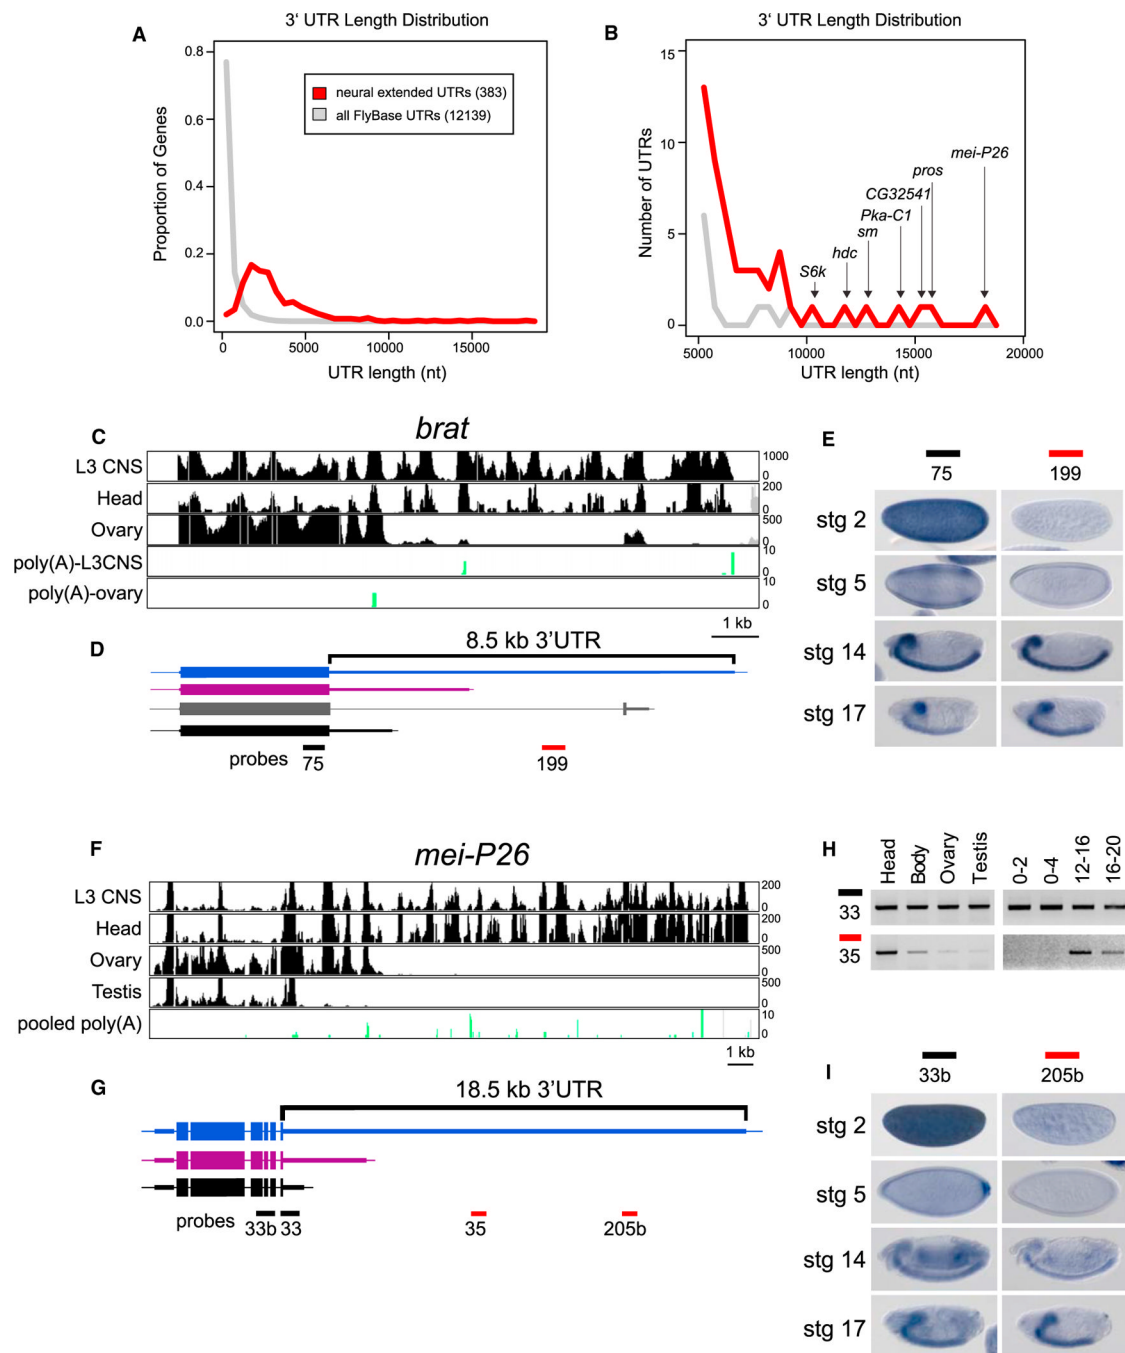 A
3' UTR Length Distribution
0.8
0.6
0.4
0.2
0.0
Proportion of Genes
neural extended UTRs (383)
all FlyBase UTRs (12139)
0 5000 10000 15000
UTR length (nt)
B
3' UTR Length Distribution
15
10
5
0
Number of UTRs
S6k
hdc
sm
Pka-C1
CG32541
pros
mei-P26
5000 10000 15000 20000
UTR length (nt)
C
brat
L3 CNS 1000 0
Head 200 0
Ovary 500 0
poly(A)-L3CNS 10 0
poly(A)-ovary 10 0
1 kb
D
8.5 kb 3'UTR
probes 75 199
E
75 199
stg 2
stg 5
stg 14
stg 17
F
mei-P26
L3 CNS 200 0
Head 200 0
Ovary 500 0
Testis 500 0
pooled poly(A) 10 0
1 kb
G
18.5 kb 3'UTR
probes 33b 33 35 205b
H
Head Body Ovary Testis 0-2 0-4 12-16 16-20
33
35
I
33b 205b
stg 2
stg 5
stg 14
stg 17